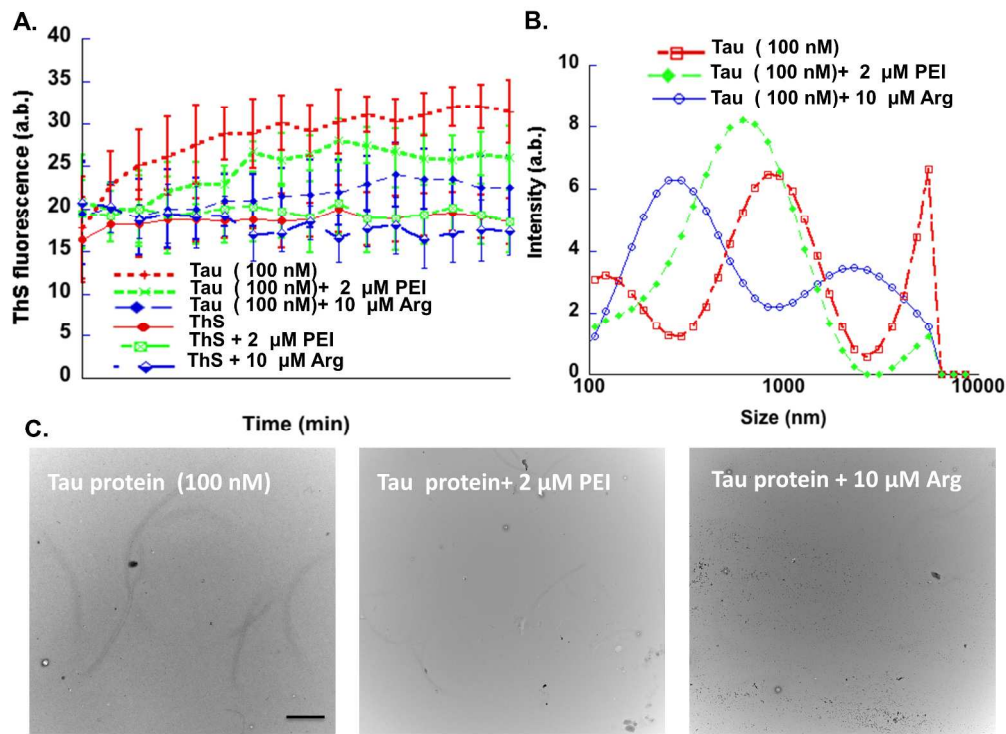 A.
ThS fluorescence (a.b.)
40
35
30
25
20
15
10
5
0
Tau ( 100 nM)
Tau ( 100 nM)+ 2 µM PEI
Tau ( 100 nM)+ 10 µM Arg
ThS
ThS + 2 µM PEI
ThS + 10 µM Arg
Time (min)
B.
Tau ( 100 nM)
Tau ( 100 nM)+ 2 µM PEI
Tau ( 100 nM)+ 10 µM Arg
Intensity (a.b.)
10
8
6
4
2
0
100 1000 10000
Size (nm)
C.
Tau protein (100 nM)
Tau protein+ 2 µM PEI
Tau protein + 10 µM Arg